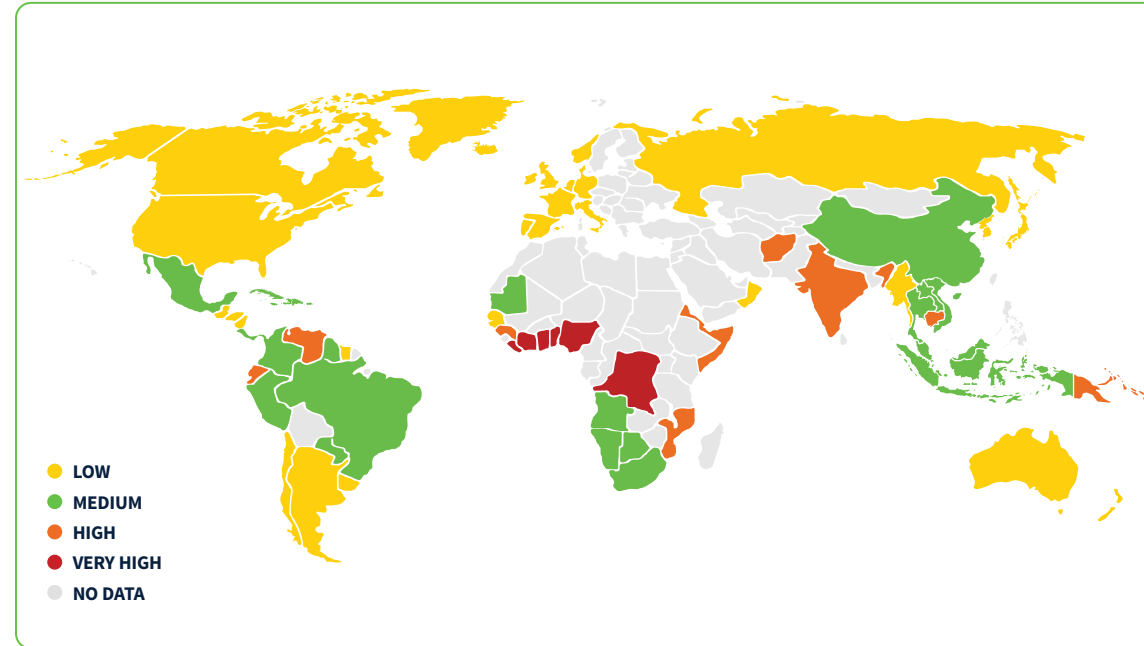 LOW
MEDIUM
HIGH
VERY HIGH
NO DATA